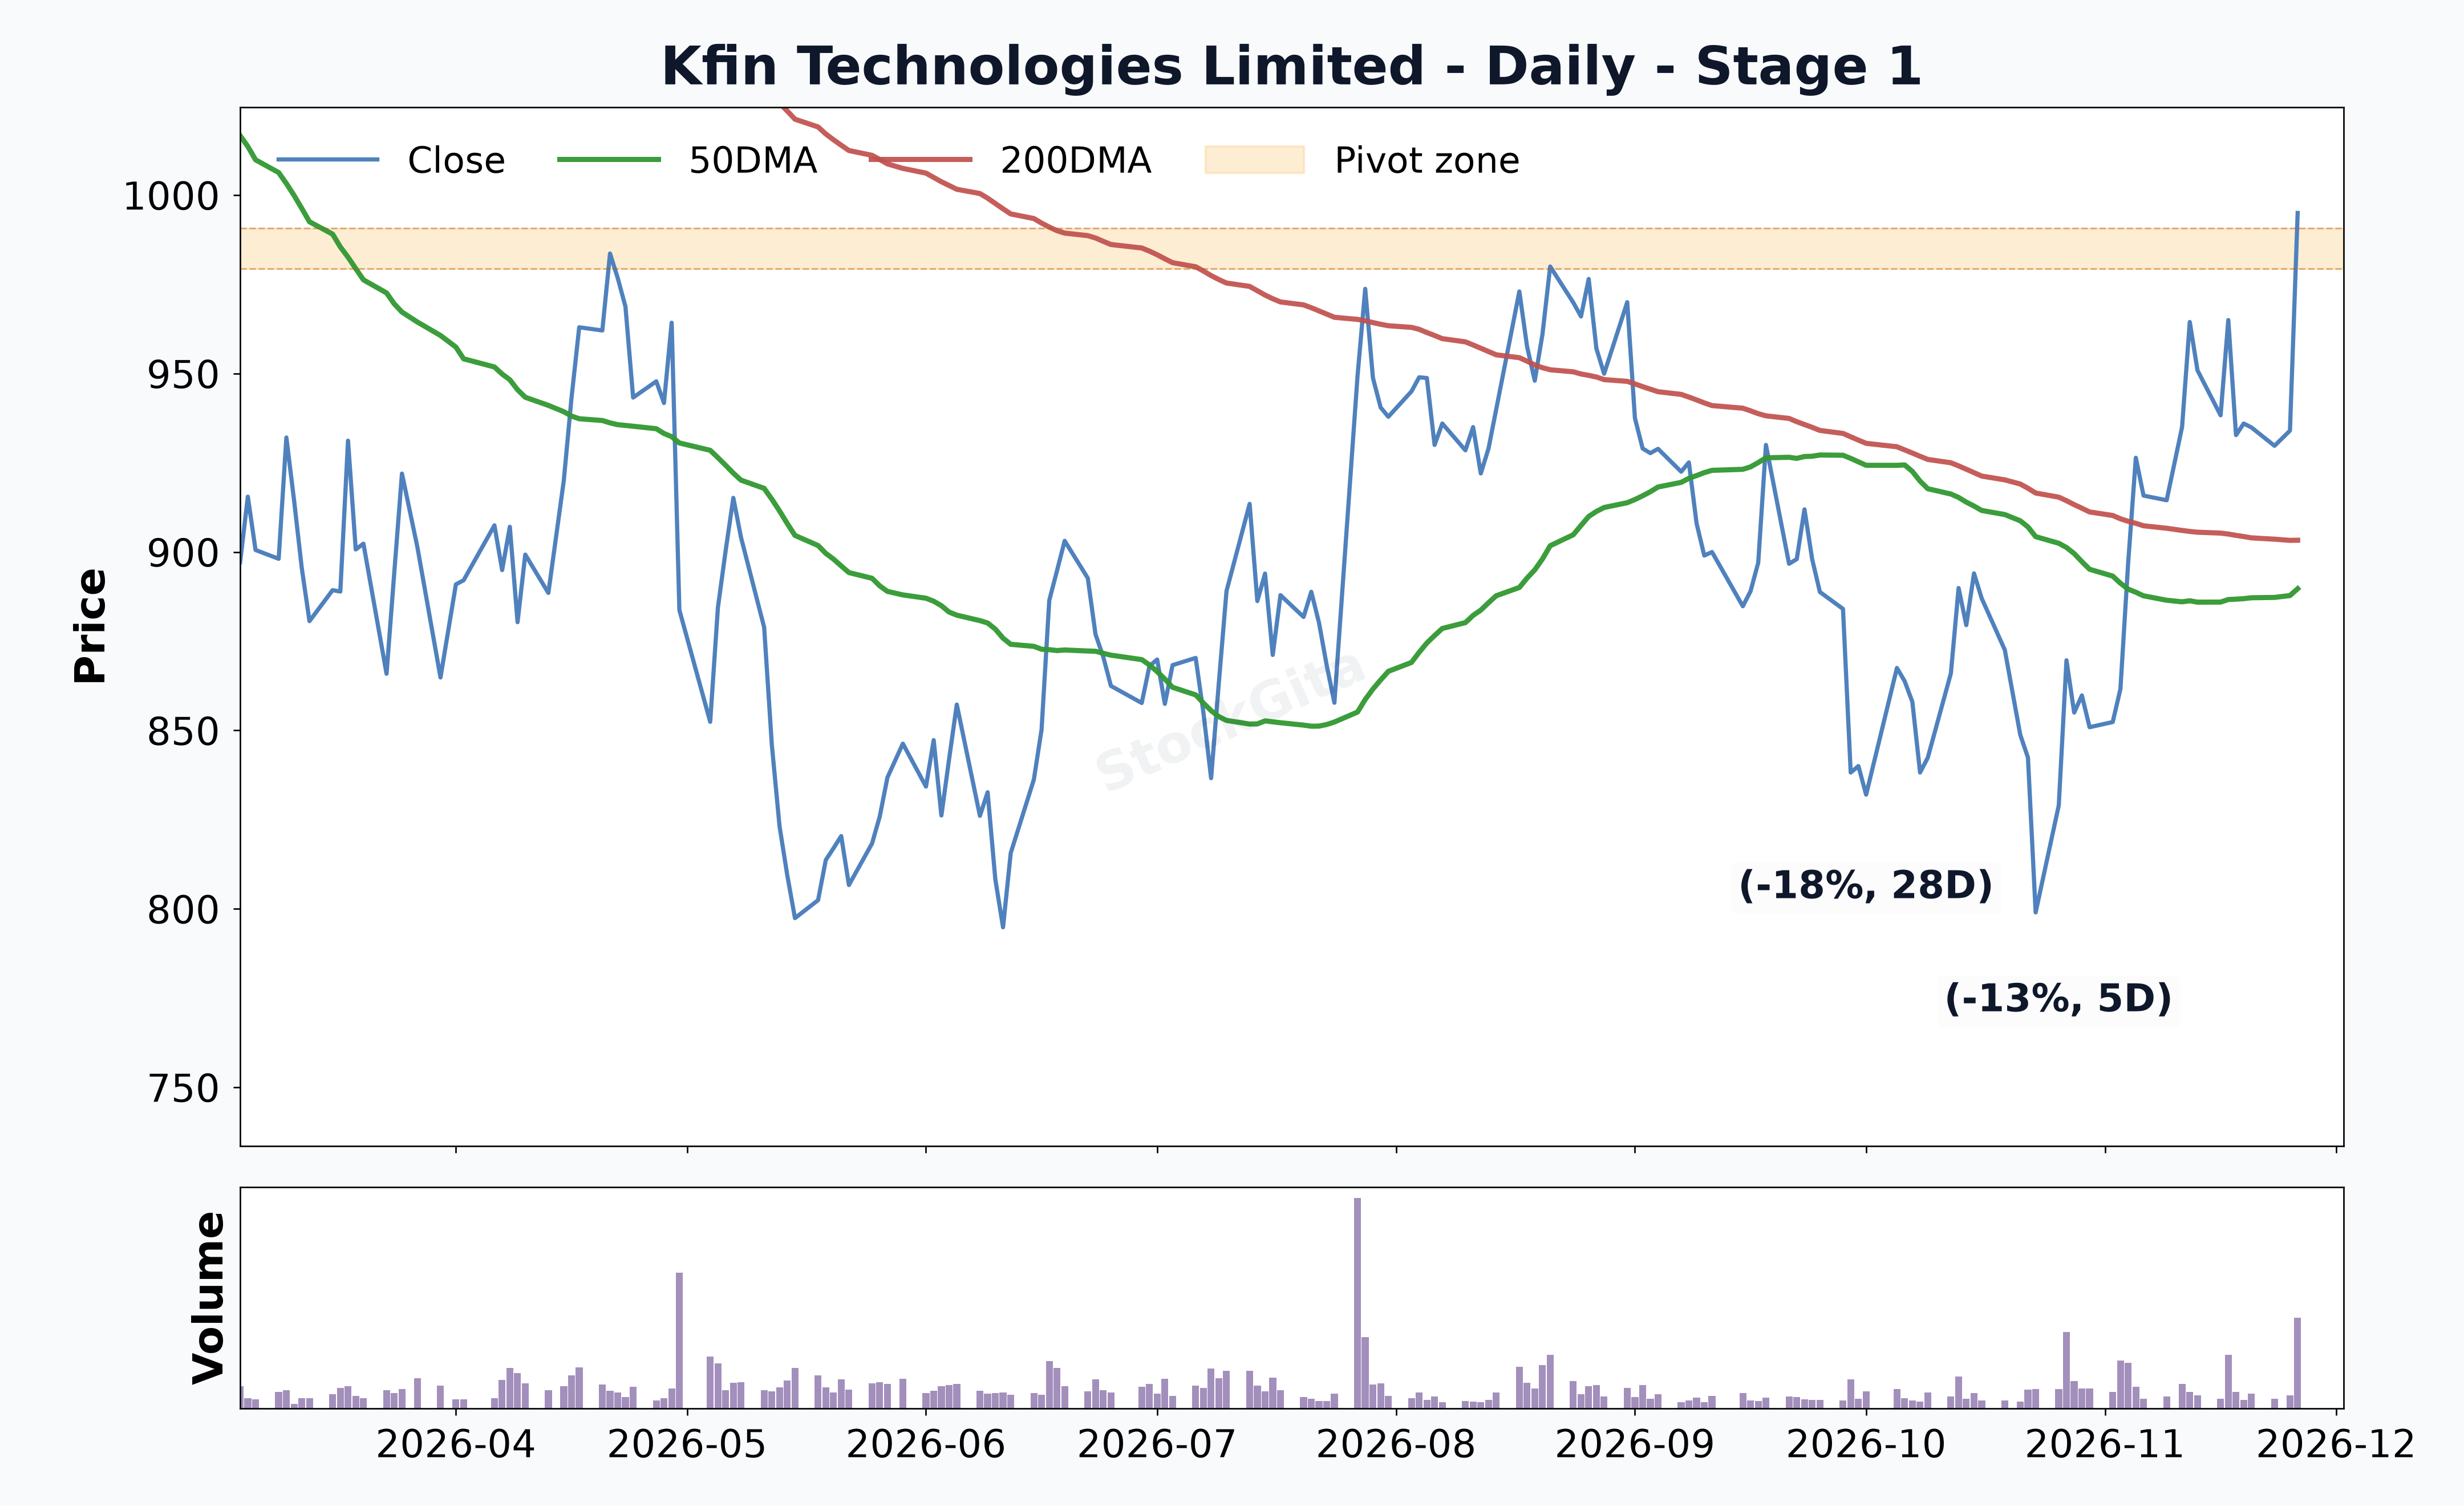 Kfin Technologies Limited - Daily - Stage 1
Close 50DMA 200DMA Pivot zone
1000
950
900
850
800
750
Price
StockGita
(-18%, 28D)
(-13%, 5D)
Volume
2026-04 2026-05 2026-06 2026-07 2026-08 2026-09 2026-10 2026-11 2026-12